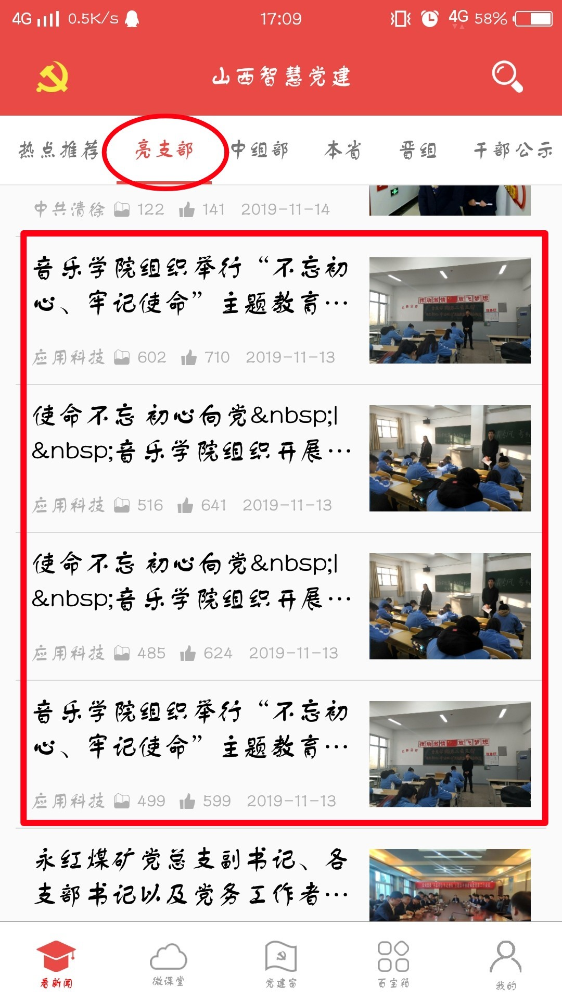 4G 0.5K/s 17:09 4G 58%
山西智慧党建
热点推荐 亮支部 中组部 本省 晋组 干部公示
中共清徐 122 141 2019-11-14
音乐学院组织举行“不忘初
心、牢记使命”主题教育…
应用科技 602 710 2019-11-13
挥动激情 放飞梦想
使命不忘 初心向党&nbsp;|
&nbsp;音乐学院组织开展…
应用科技 516 641 2019-11-13
使命不忘 初心向党&nbsp;|
&nbsp;音乐学院组织开展…
应用科技 485 624 2019-11-13
音乐学院组织举行“不忘初
心、牢记使命”主题教育…
应用科技 499 599 2019-11-13
挥动激情 放飞梦想
永红煤矿党总支副书记、各
支部书记以及党务工作者…
看新闻 微课堂 党建窗 百宝箱 我的